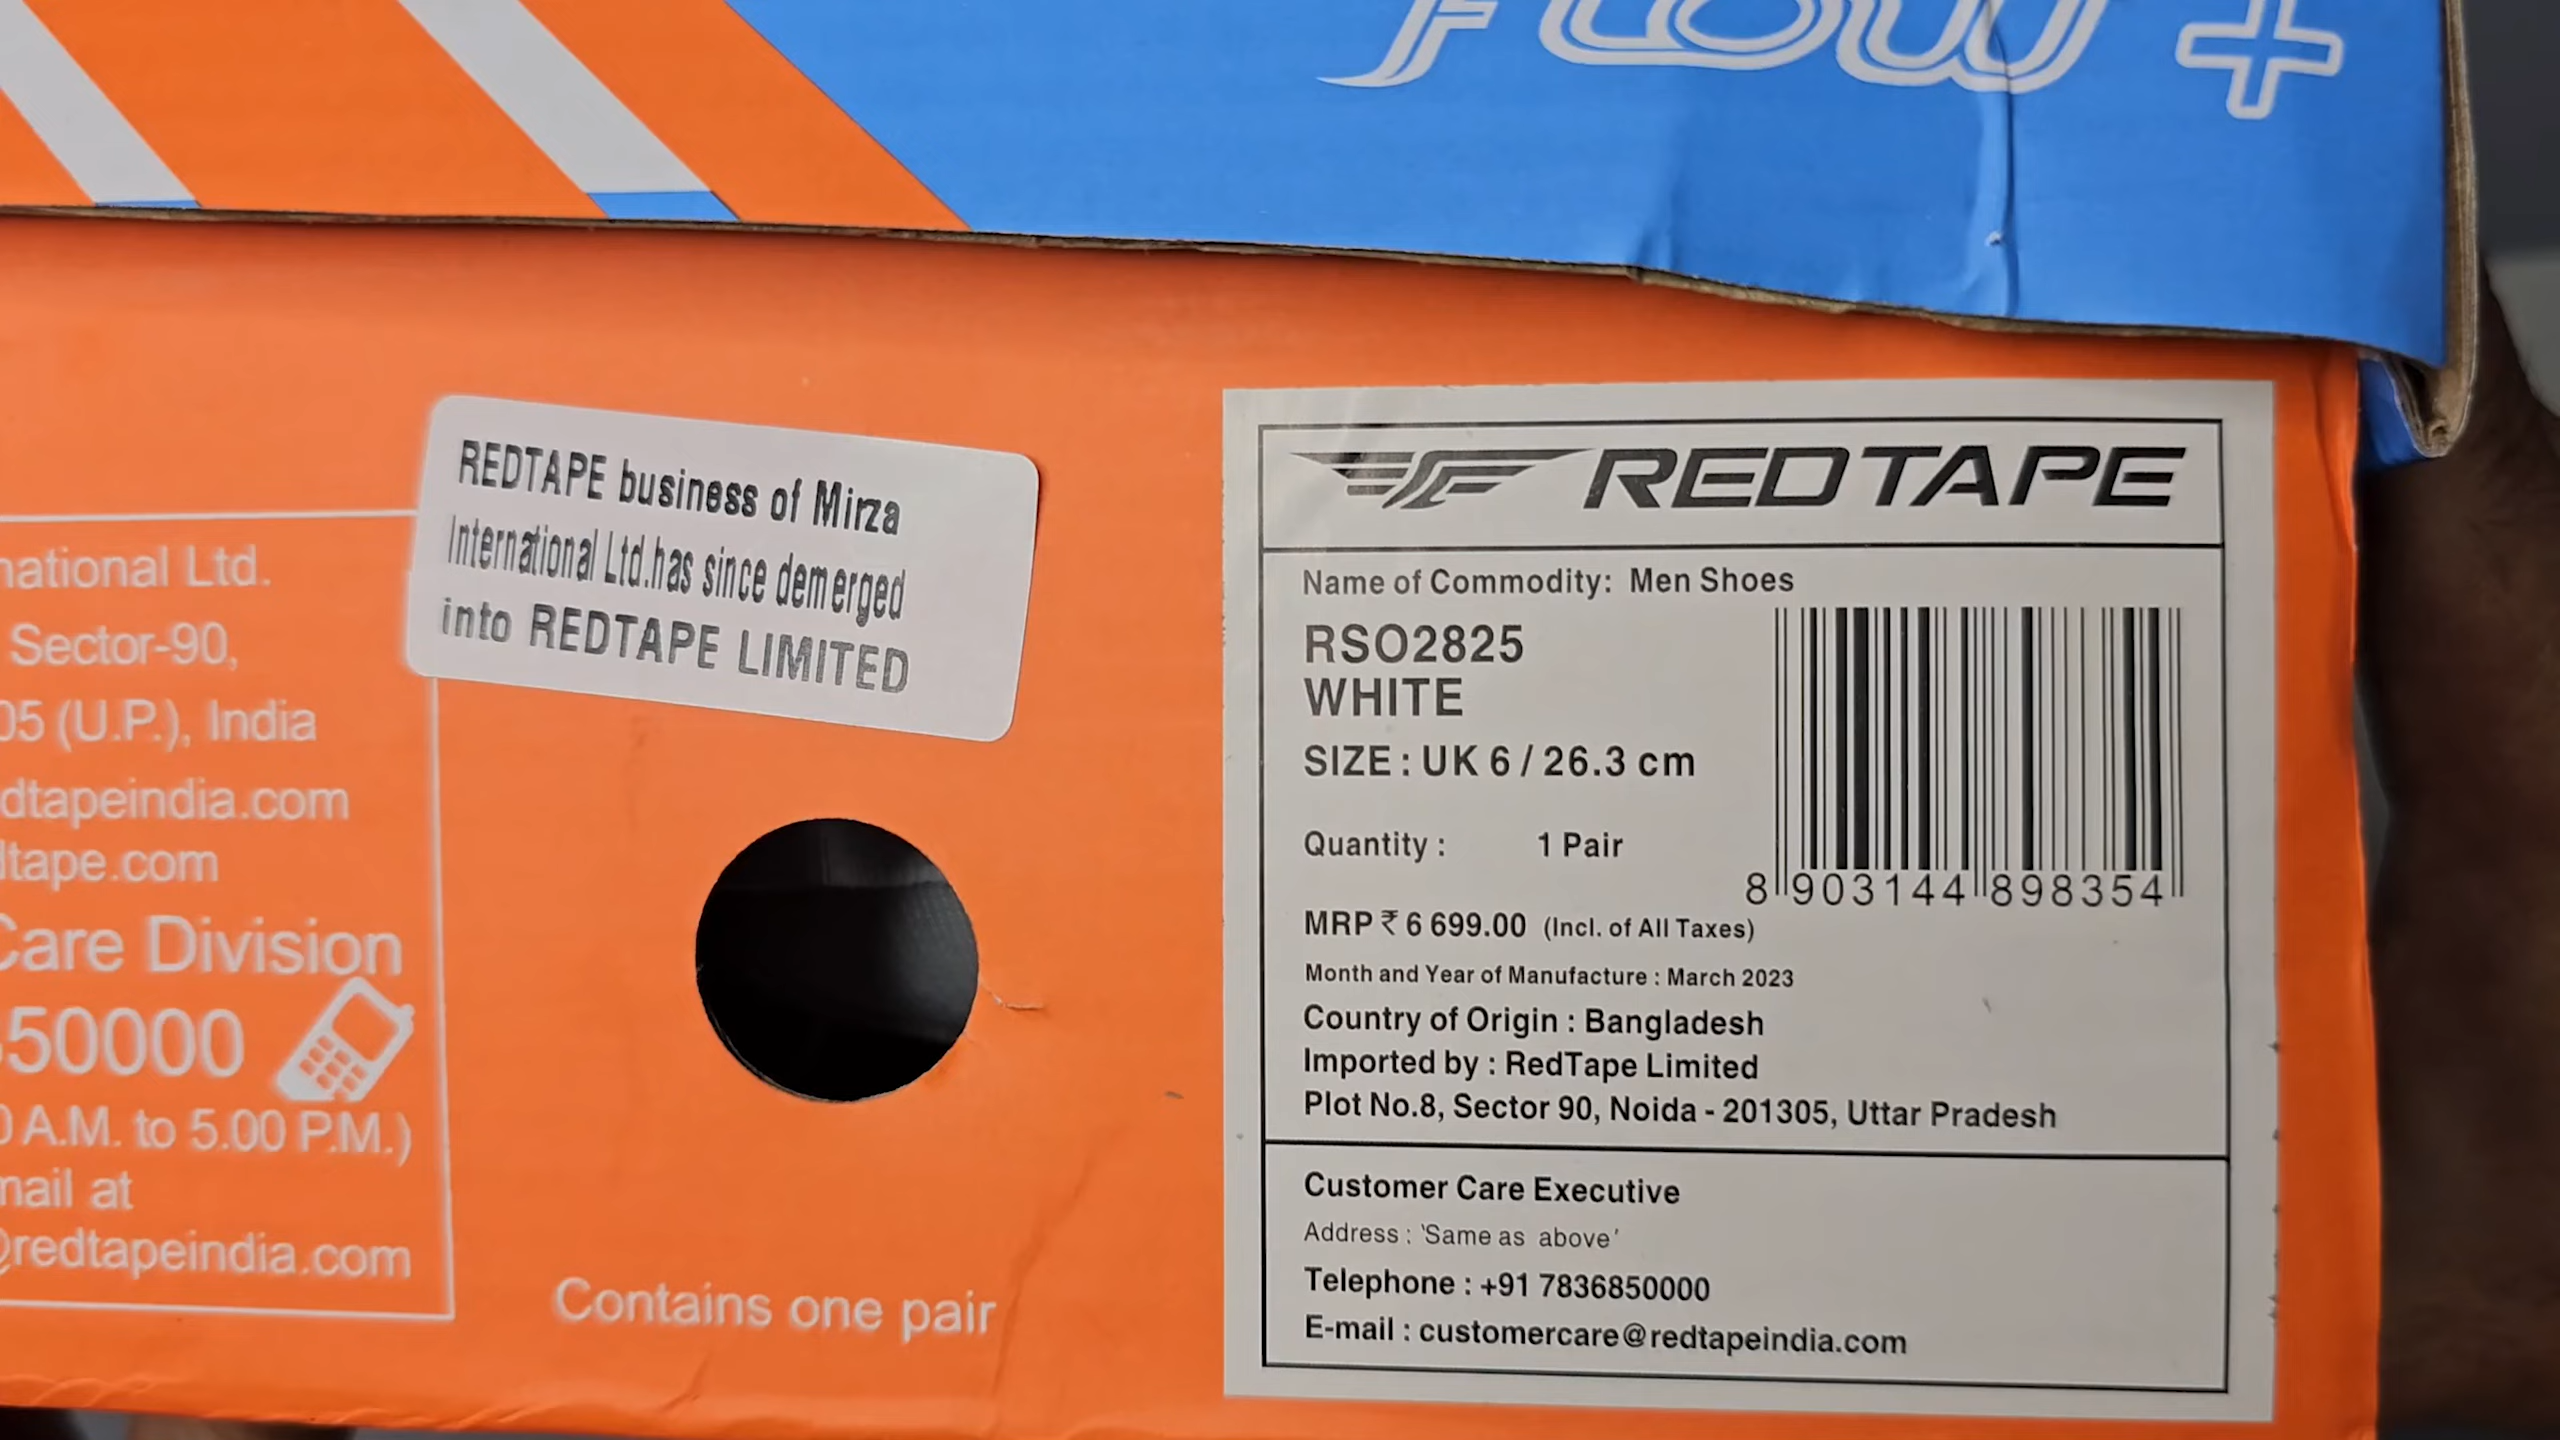 FLOW+
REDTAPE business of Mirza
International Ltd.has since demerged
into REDTAPE LIMITED
national Ltd.
Sector-90,
05 (U.P.), India
dtapeindia.com
dtape.com
Care Division
50000
0 A.M. to 5.00 P.M.)
mail at
@redtapeindia.com
Contains one pair
REDTAPE
Name of Commodity: Men Shoes
RSO2825
WHITE
SIZE : UK 6 / 26.3 cm
Quantity : 1 Pair
8 903144 898354
MRP ₹ 6 699.00 (Incl. of All Taxes)
Month and Year of Manufacture : March 2023
Country of Origin : Bangladesh
Imported by : RedTape Limited
Plot No.8, Sector 90, Noida - 201305, Uttar Pradesh
Customer Care Executive
Address : 'Same as above'
Telephone : +91 7836850000
E-mail : customercare@redtapeindia.com